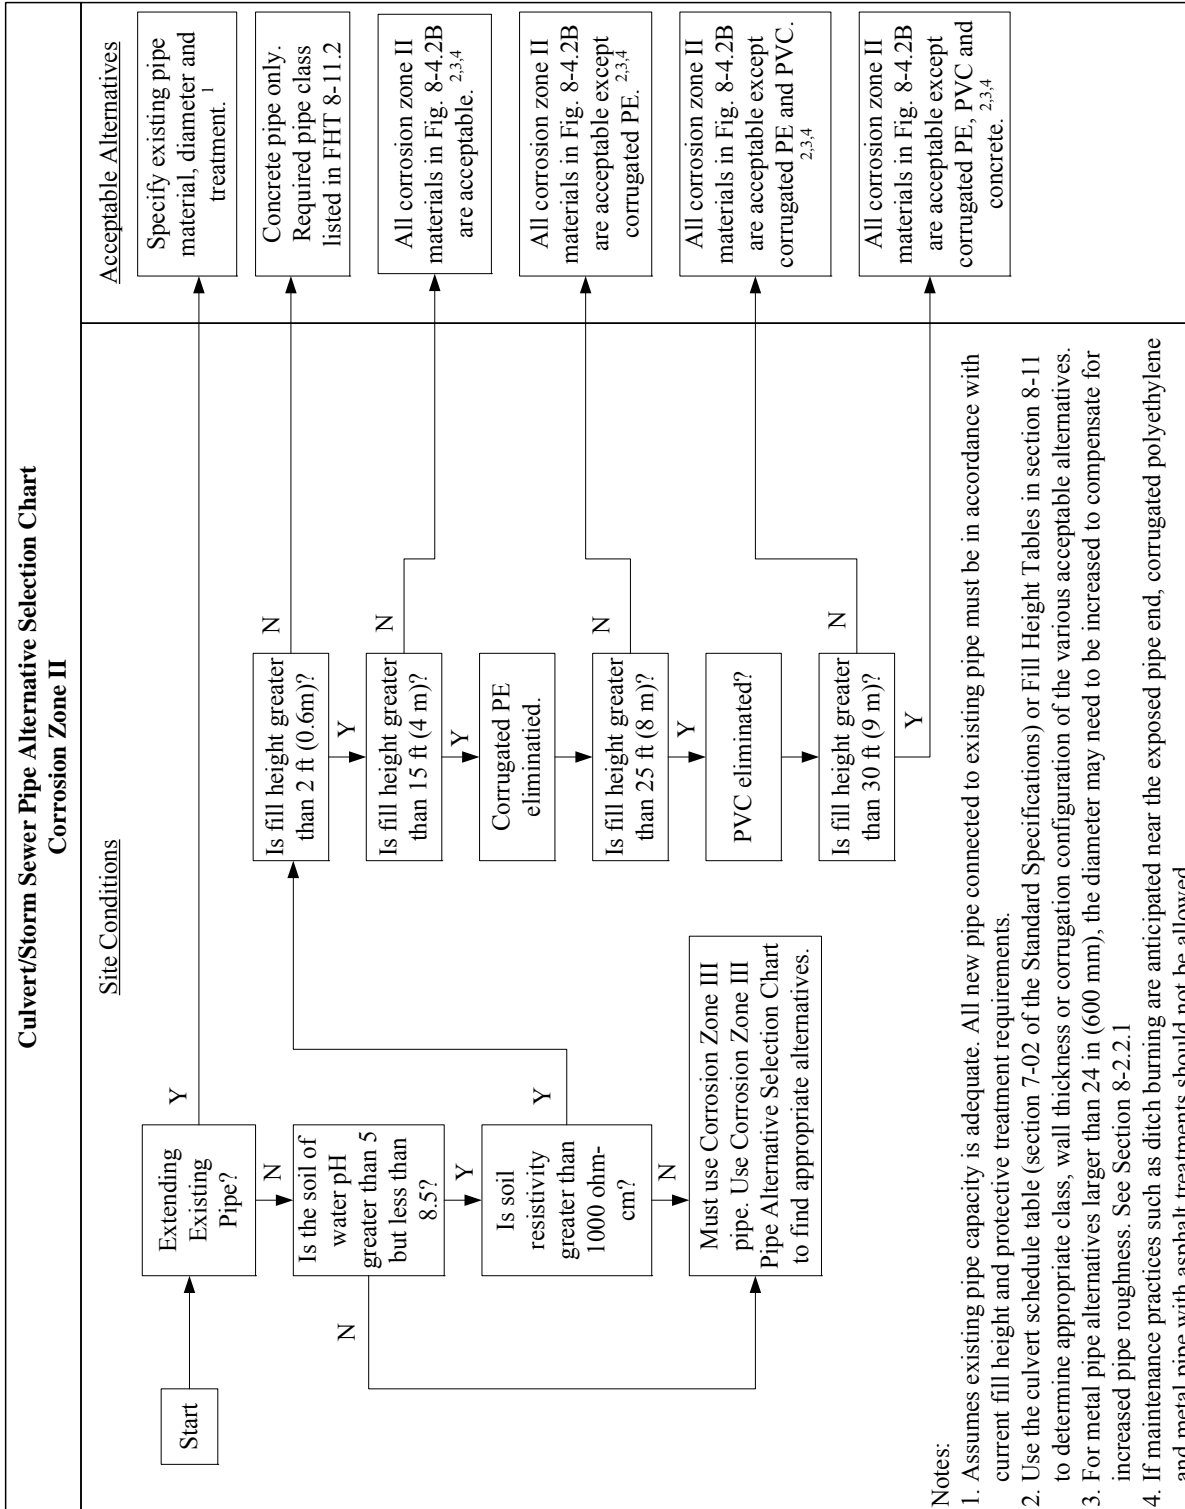 Culvert/Storm Sewer Pipe Alternative Selection Chart
Corrosion Zone II
Site Conditions
Acceptable Alternatives
Start
Extending
Existing
Pipe?
Y
N
Specify existing pipe
material, diameter and
treatment. 1
Is the soil of
water pH
greater than 5
but less than
8.5?
N
Y
Is soil
resistivity
greater than
1000 ohm-
cm?
Y
N
Must use Corrosion Zone III
pipe. Use Corrosion Zone III
Pipe Alternative Selection Chart
to find appropriate alternatives.
Is fill height greater
than 2 ft (0.6m)?
N
Y
Concrete pipe only.
Required pipe class
listed in FHT 8-11.2
Is fill height greater
than 15 ft (4 m)?
N
Y
All corrosion zone II
materials in Fig. 8-4.2B
are acceptable. 2,3,4
Corrugated PE
eliminatied.
Is fill height greater
than 25 ft (8 m)?
N
Y
All corrosion zone II
materials in Fig. 8-4.2B
are acceptable except
corrugated PE. 2,3,4
PVC eliminated?
Is fill height greater
than 30 ft (9 m)?
N
Y
All corrosion zone II
materials in Fig. 8-4.2B
are acceptable except
corrugated PE and PVC.
2,3,4
All corrosion zone II
materials in Fig. 8-4.2B
are acceptable except
corrugated PE, PVC and
concrete. 2,3,4
Notes:
1. Assumes existing pipe capacity is adequate. All new pipe connected to existing pipe must be in accordance with
current fill height and protective treatment requirements.
2. Use the culvert schedule table (section 7-02 of the Standard Specifications) or Fill Height Tables in section 8-11
to determine appropriate class, wall thickness or corrugation configuration of the various acceptable alternatives.
3. For metal pipe alternatives larger than 24 in (600 mm), the diameter may need to be increased to compensate for
increased pipe roughness. See Section 8-2.2.1
4. If maintenance practices such as ditch burning are anticipated near the exposed pipe end, corrugated polyethylene
and metal pipe with asphalt treatments should not be allowed